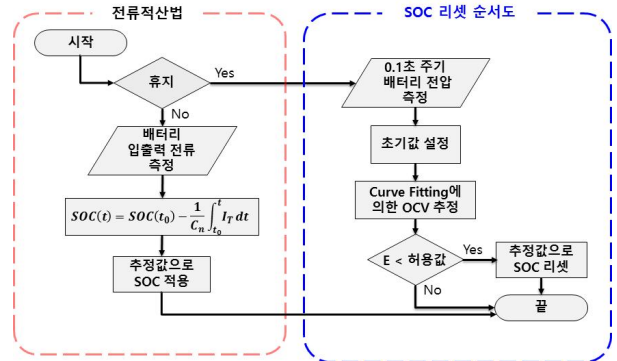 전류적산법
SOC 리셋 순서도
시작
휴지
Yes
No
배터리
입출력 전류
측정
SOC(t) = SOC(t₀) − 1/Cₙ ∫ₜ₀ᵗ I_T dt
추정값으로
SOC 적용
0.1초 주기
배터리 전압
측정
초기값 설정
Curve Fitting에
의한 OCV 추정
E < 허용값
Yes
No
추정값으로
SOC 리셋
끝